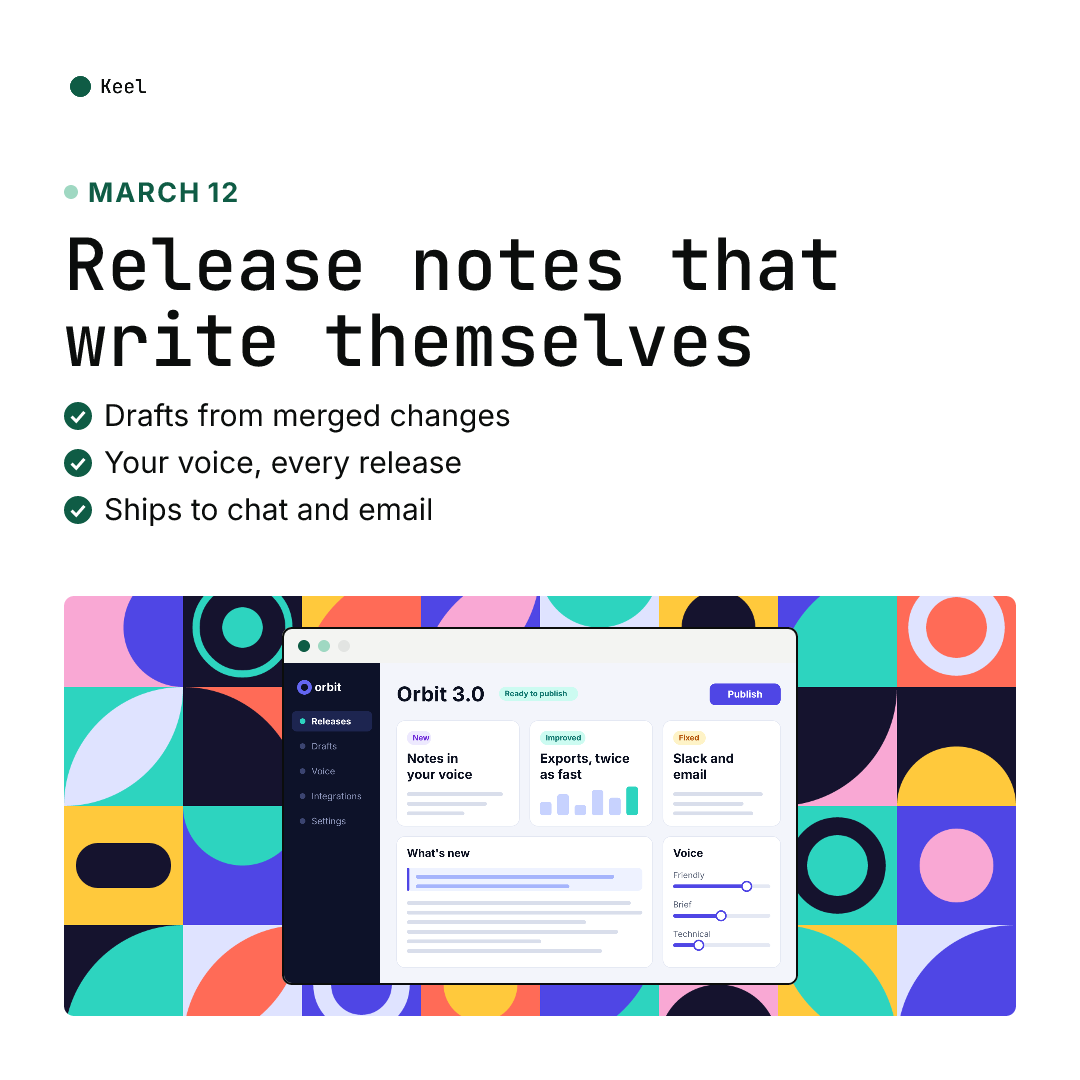 Keel
MARCH 12
Release notes that
write themselves
Drafts from merged changes
Your voice, every release
Ships to chat and email
orbit
Releases
Drafts
Voice
Integrations
Settings
Orbit 3.0
Ready to publish
Publish
New
Notes in
your voice
Improved
Exports, twice
as fast
Fixed
Slack and
email
What's new
Voice
Friendly
Brief
Technical